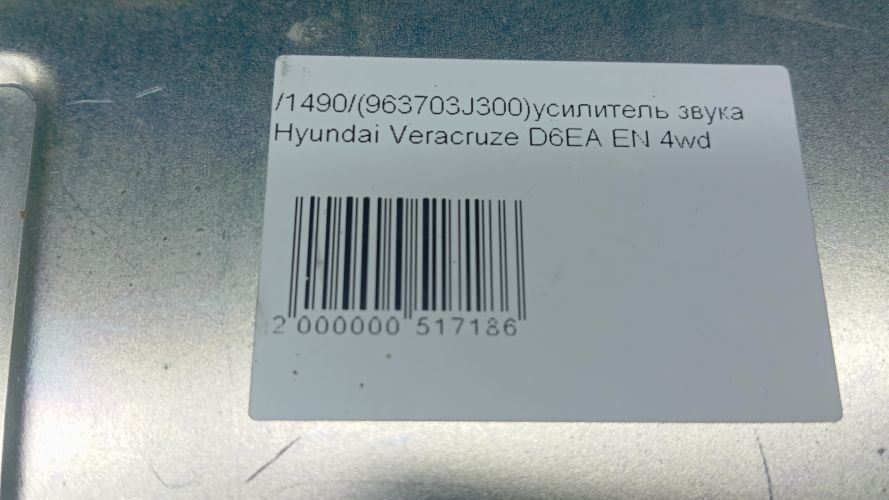 /1490/(963703J300)усилитель звука
Hyundai Veracruze D6EA EN 4wd
2 000000 517186